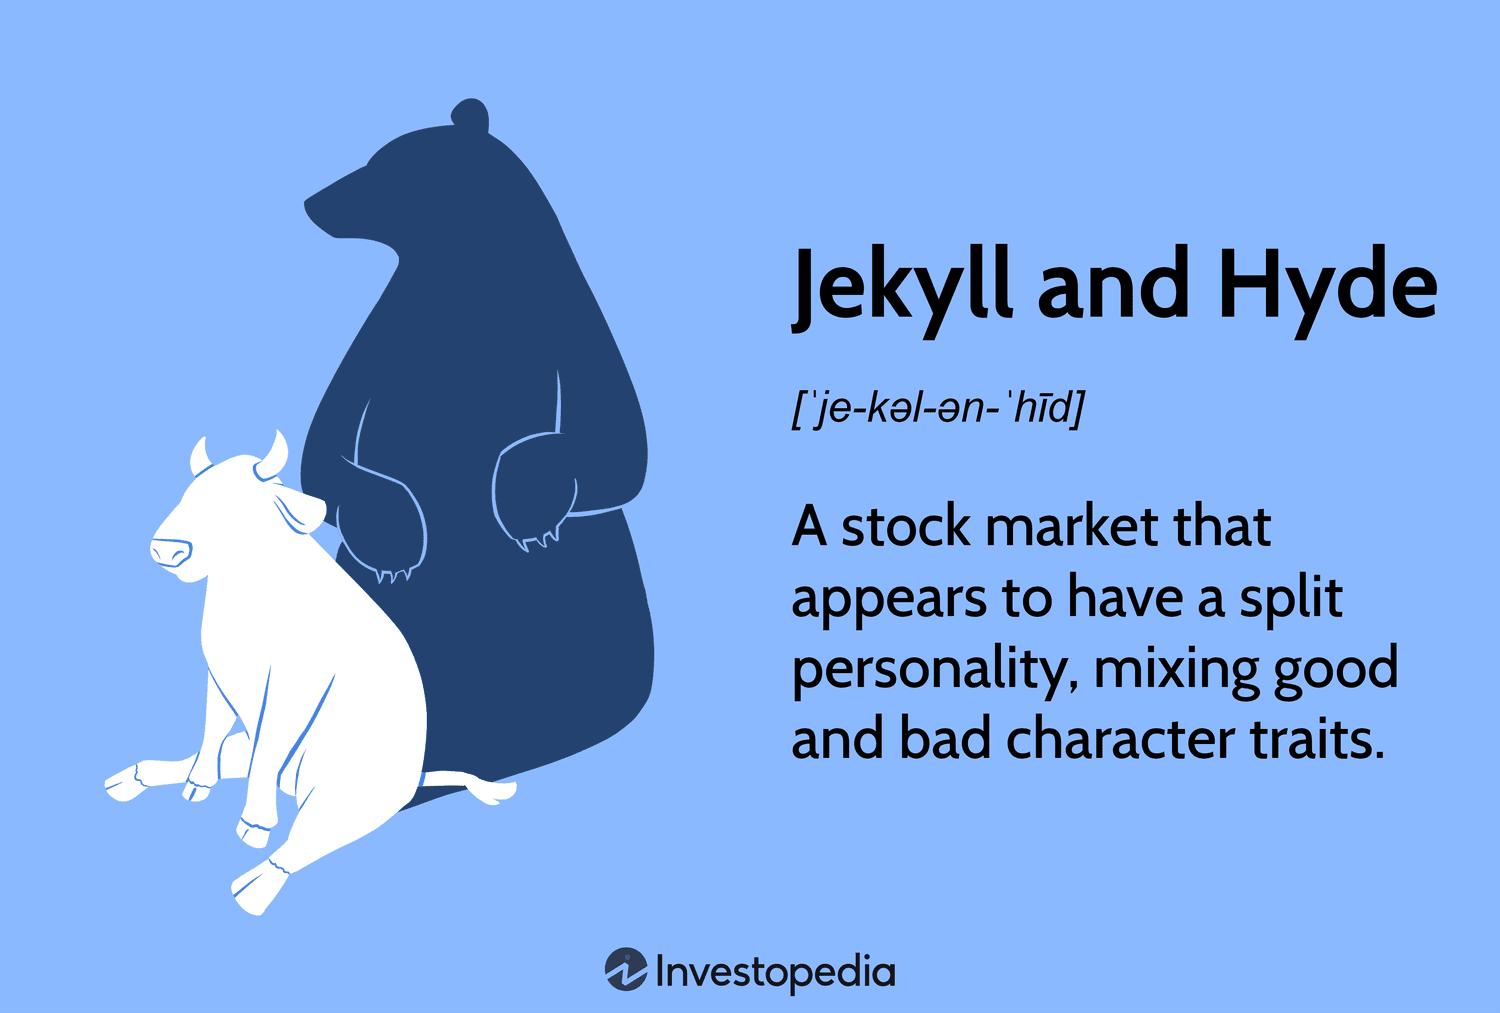 Jekyll and Hyde
[ˈje-kəl-ən-ˈhīd]
A stock market that
appears to have a split
personality, mixing good
and bad character traits.
Investopedia